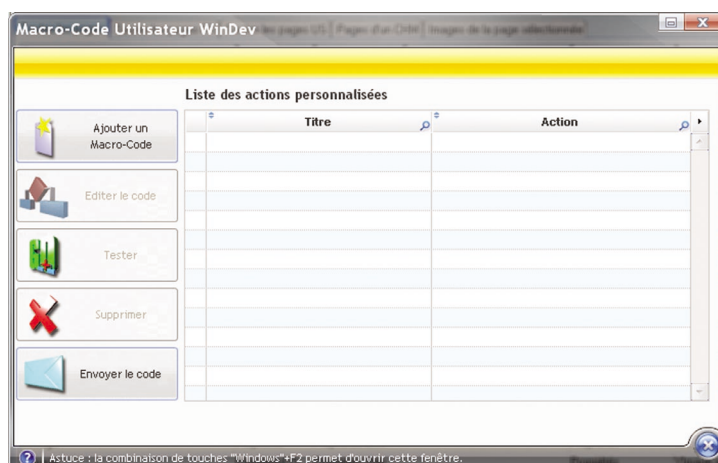 Macro-Code Utilisateur WinDev
Liste des actions personnalisées
Titre
Action
Ajouter un
Macro-Code
Editer le code
Tester
Supprimer
Envoyer le code
? | Astuce : la combinaison de touches "Windows"+F2 permet d'ouvrir cette fenêtre.